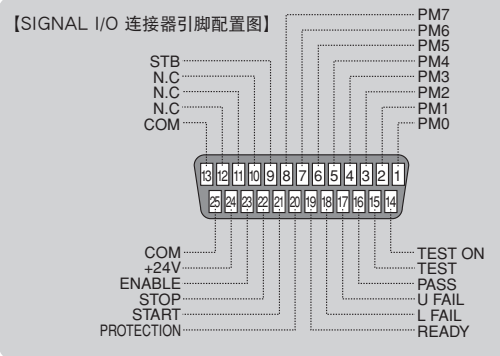 【SIGNAL I/O 连接器引脚配置图】
PM7
PM6
PM5
PM4
PM3
PM2
PM1
PM0
STB
N.C
N.C
N.C
COM
13 12 11 10 9 8 7 6 5 4 3 2 1
25 24 23 22 21 20 19 18 17 16 15 14
COM
+24V
ENABLE
STOP
START
PROTECTION
TEST ON
TEST
PASS
U FAIL
L FAIL
READY